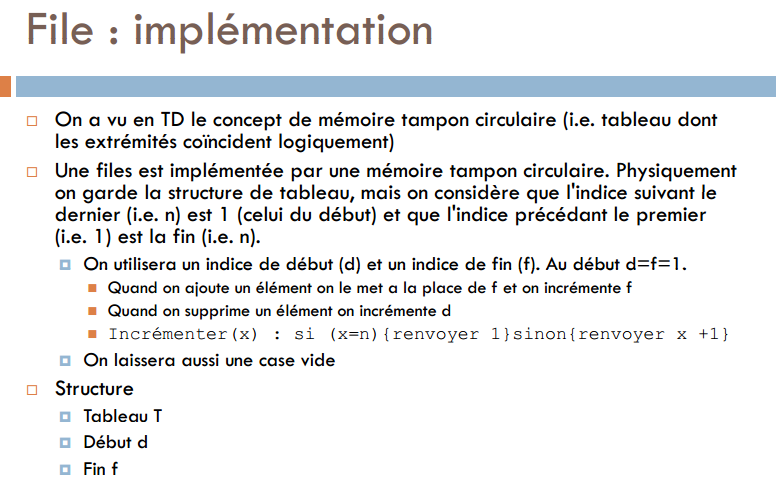 File : implémentation
On a vu en TD le concept de mémoire tampon circulaire (i.e. tableau dont
les extrémités coïncident logiquement)
Une files est implémentée par une mémoire tampon circulaire. Physiquement
on garde la structure de tableau, mais on considère que l'indice suivant le
dernier (i.e. n) est 1 (celui du début) et que l'indice précédant le premier
(i.e. 1) est la fin (i.e. n).
On utilisera un indice de début (d) et un indice de fin (f). Au début d=f=1.
Quand on ajoute un élément on le met a la place de f et on incrémente f
Quand on supprime un élément on incrémente d
Incrémenter(x) : si (x=n){renvoyer 1}sinon{renvoyer x +1}
On laissera aussi une case vide
Structure
Tableau T
Début d
Fin f